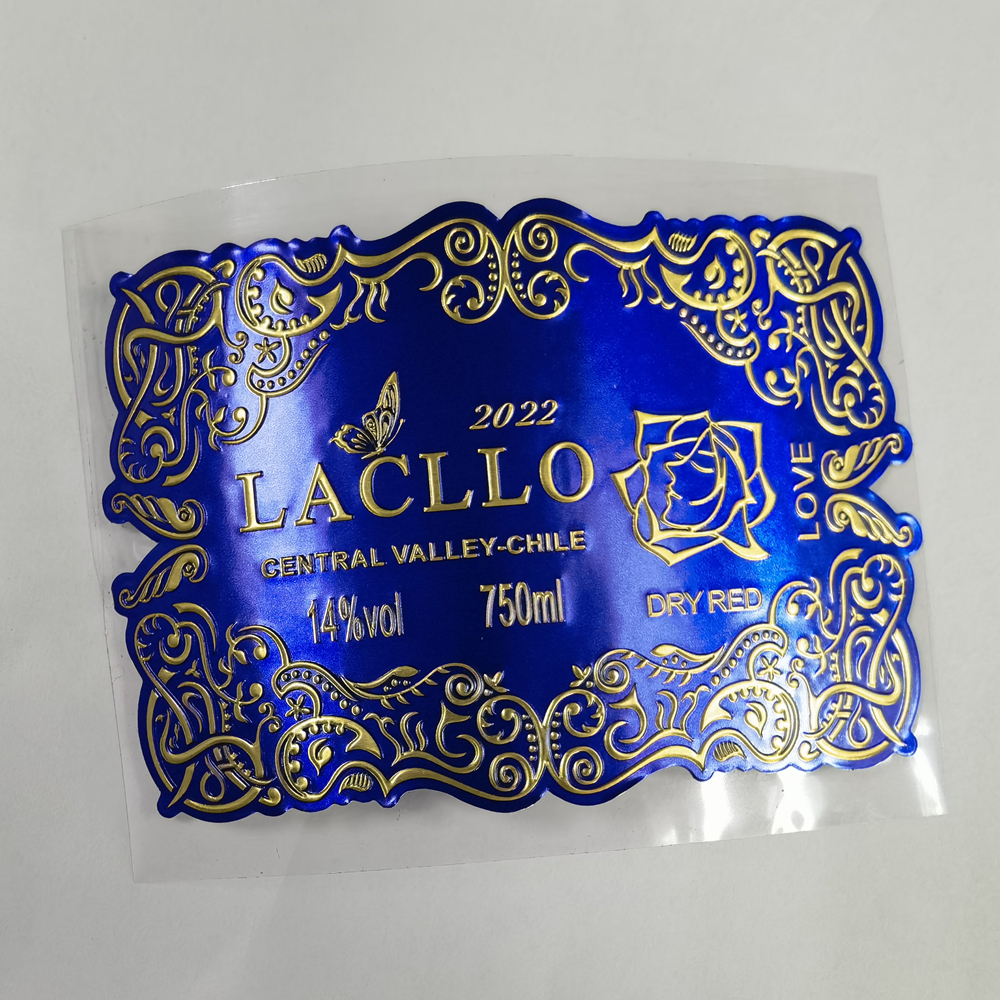 2022
LACLLO
CENTRAL VALLEY-CHILE
14%vol 750ml
DRY RED
LOVE